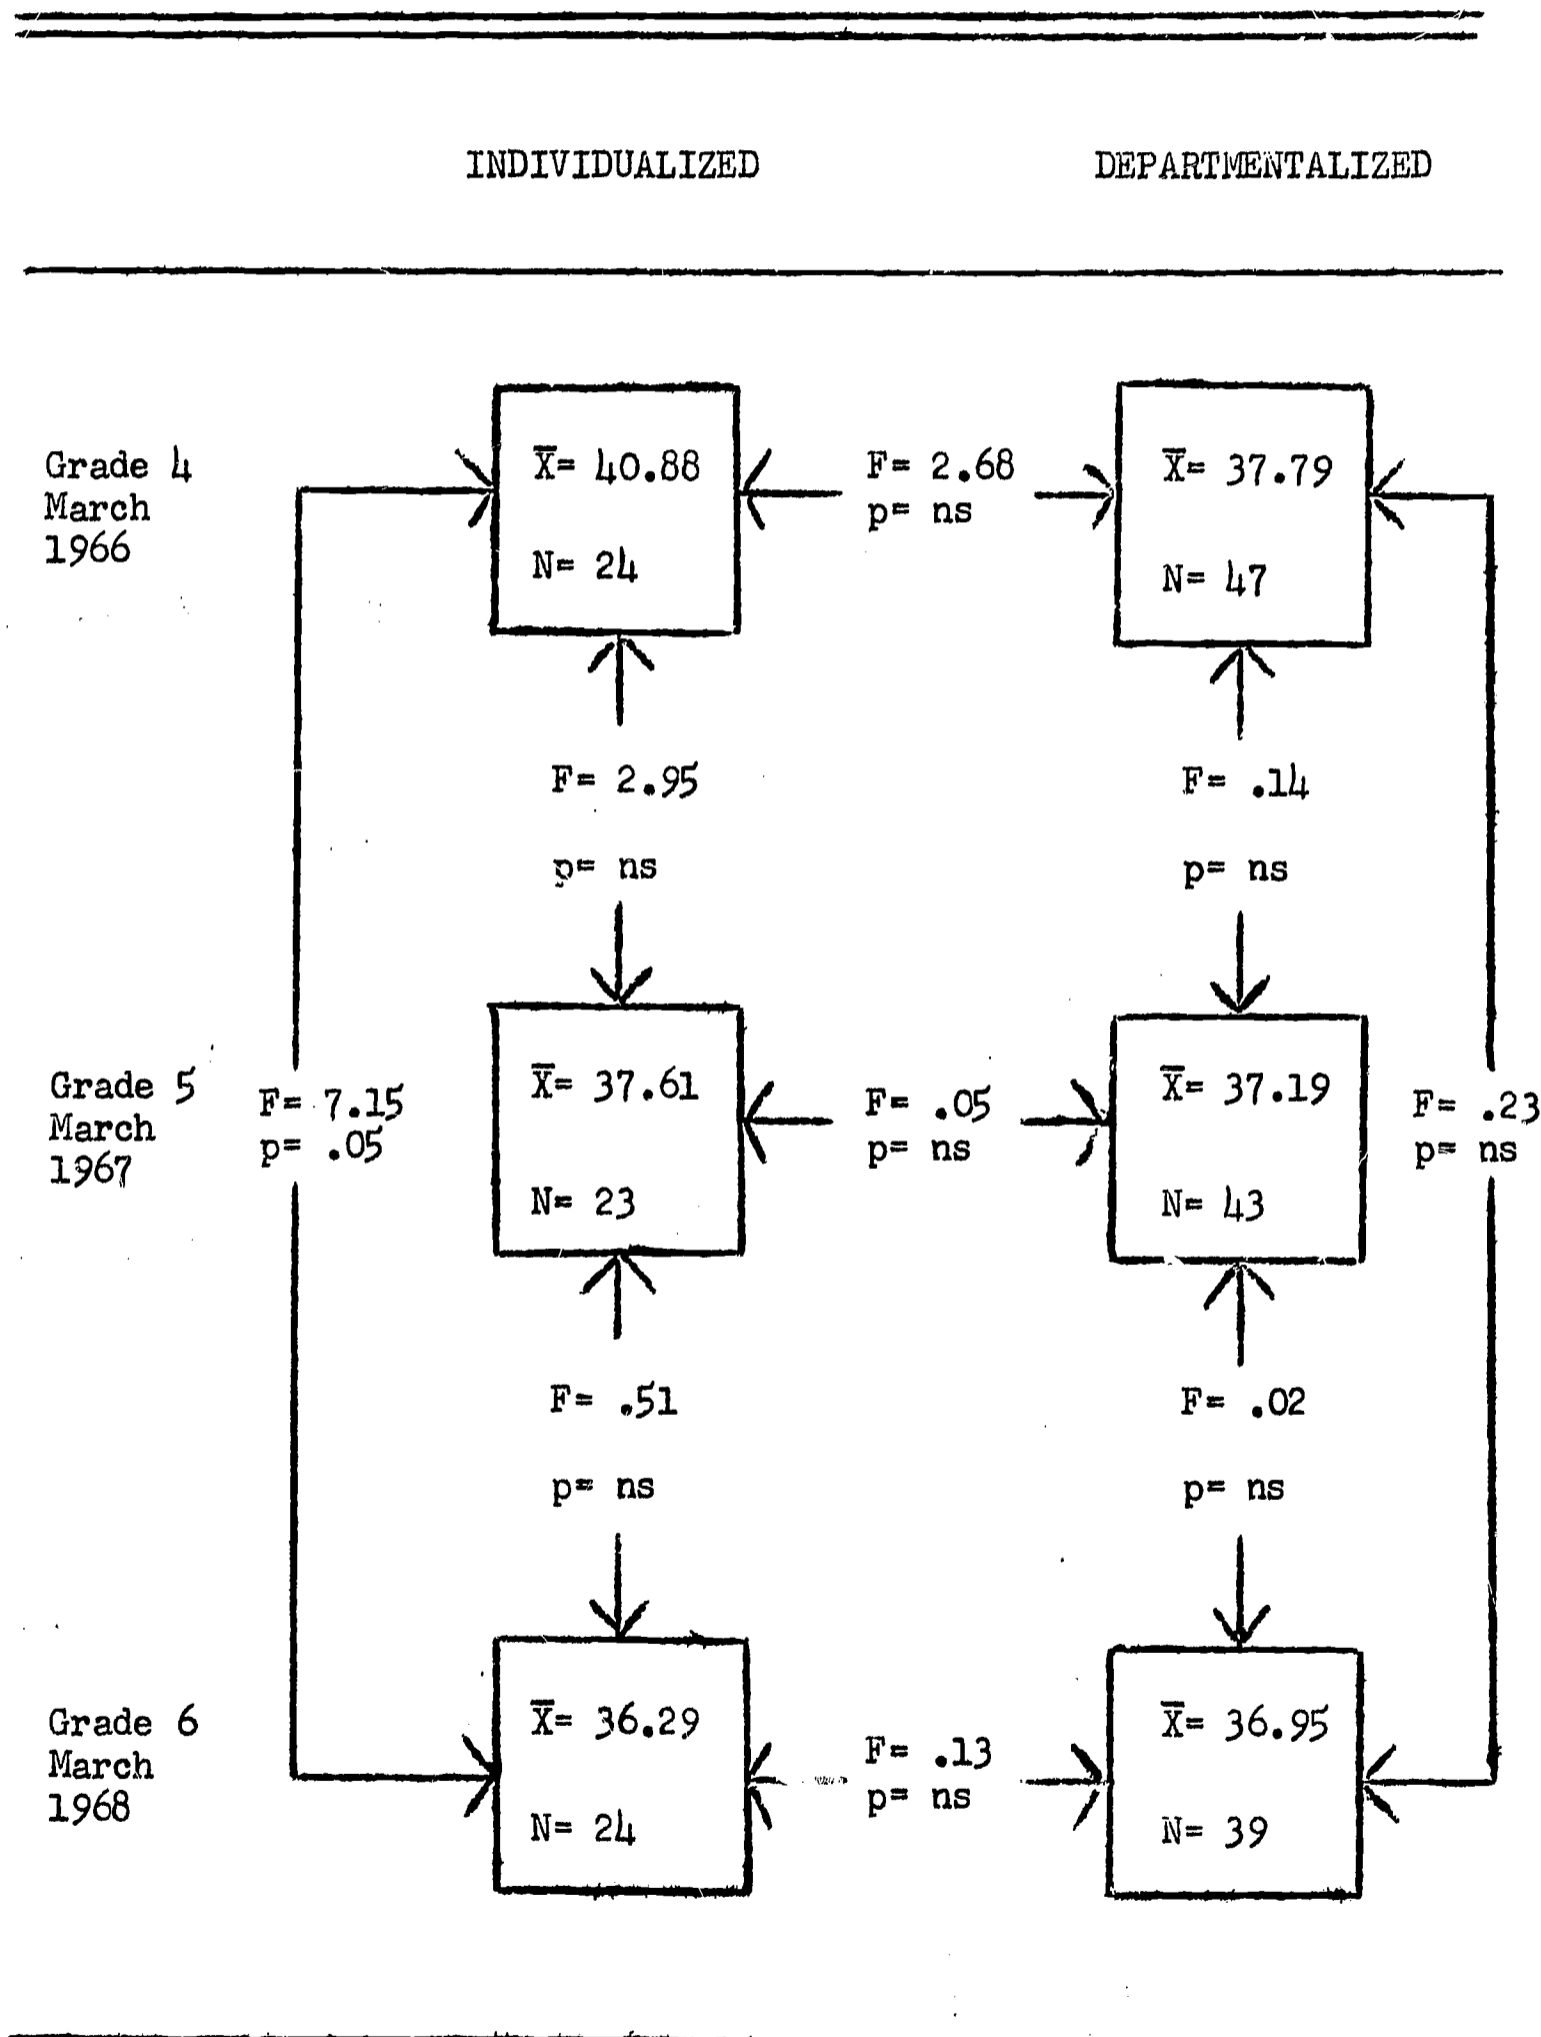 INDIVIDUALIZED DEPARTMENTALIZED
Grade 4
March
1966
X̅= 40.88
N= 24
F= 2.68
p= ns
X̅= 37.79
N= 47
F= 2.95
p= ns
F= .14
p= ns
Grade 5
March
1967
F= 7.15
p= .05
X̅= 37.61
N= 23
F= .05
p= ns
X̅= 37.19
N= 43
F= .23
p= ns
F= .51
p= ns
F= .02
p= ns
Grade 6
March
1968
X̅= 36.29
N= 24
F= .13
p= ns
X̅= 36.95
N= 39